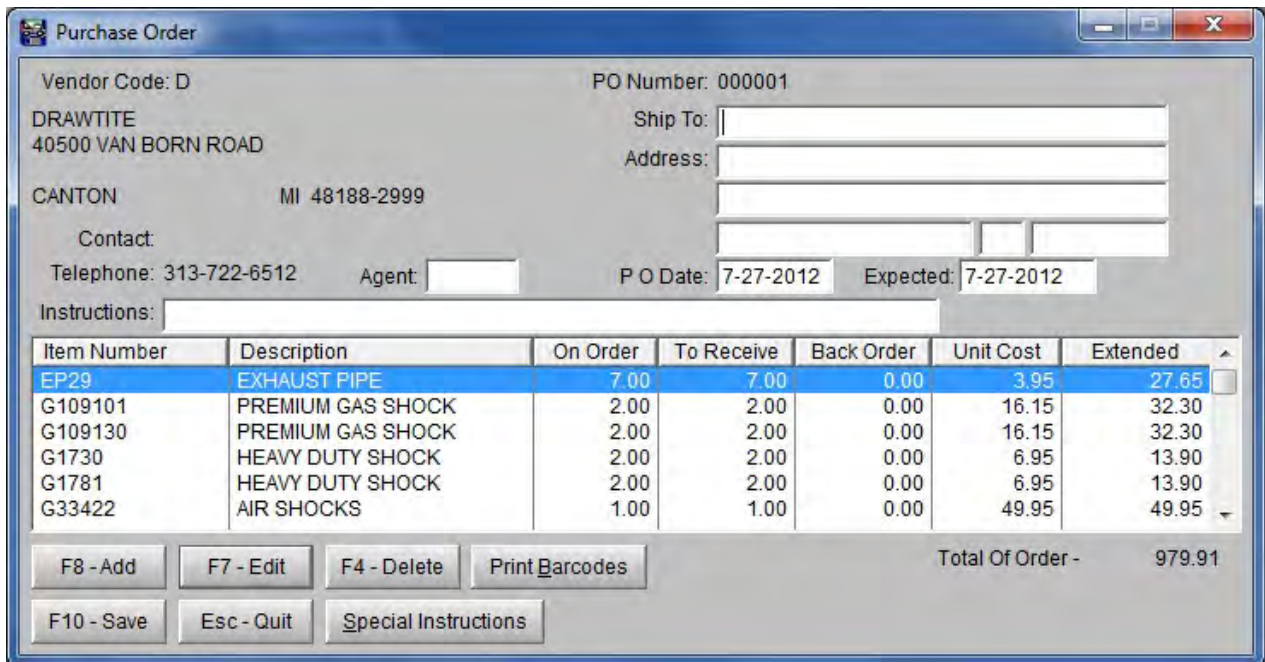 Purchase Order
Vendor Code: D PO Number: 000001
DRAWTITE Ship To:
40500 VAN BORN ROAD
Address:
CANTON MI 48188-2999
Contact:
Telephone: 313-722-6512 Agent: P O Date: 7-27-2012 Expected: 7-27-2012
Instructions:
Item Number Description On Order To Receive Back Order Unit Cost Extended
EP29 EXHAUST PIPE 7.00 7.00 0.00 3.95 27.65
G109101 PREMIUM GAS SHOCK 2.00 2.00 0.00 16.15 32.30
G109130 PREMIUM GAS SHOCK 2.00 2.00 0.00 16.15 32.30
G1730 HEAVY DUTY SHOCK 2.00 2.00 0.00 6.95 13.90
G1781 HEAVY DUTY SHOCK 2.00 2.00 0.00 6.95 13.90
G33422 AIR SHOCKS 1.00 1.00 0.00 49.95 49.95
F8 - Add F7 - Edit F4 - Delete Print Barcodes Total Of Order - 979.91
F10 - Save Esc - Quit Special Instructions